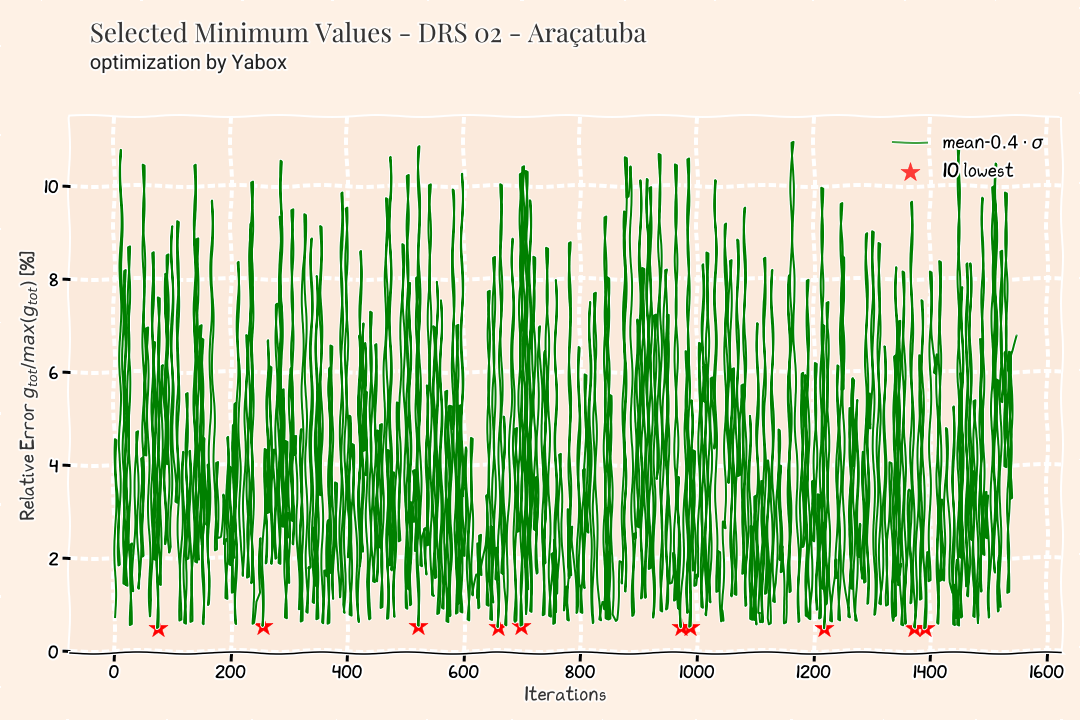 Selected Minimum Values - DRS 02 - Araçatuba
optimization by Yabox
mean-0.4 · σ
10 lowest
Relative Error g_tot/max(g_tot) [%]
10
8
6
4
2
0
0 200 400 600 800 1000 1200 1400 1600
Iterations